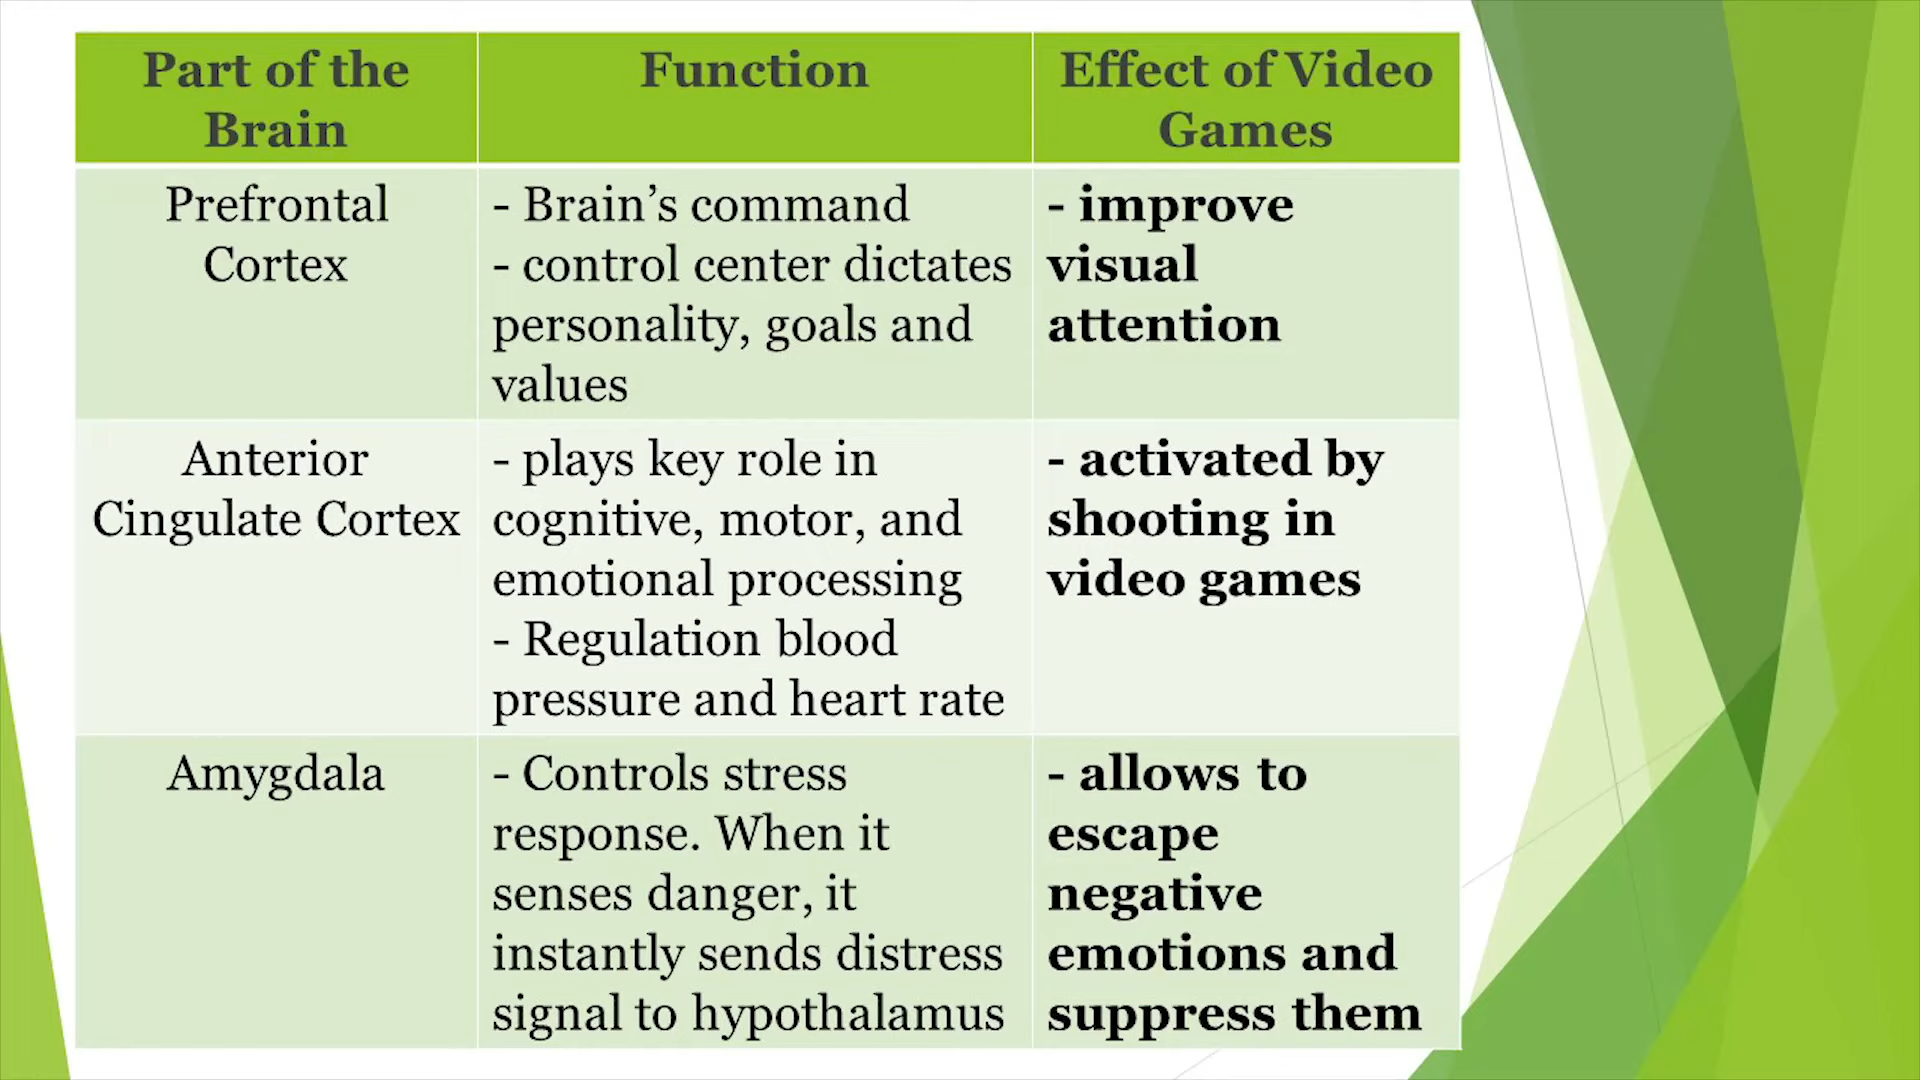 Part of the
Brain
Function
Effect of Video
Games
Prefrontal
Cortex
- Brain’s command
- control center dictates
personality, goals and
values
- improve
visual
attention
Anterior
Cingulate Cortex
- plays key role in
cognitive, motor, and
emotional processing
- Regulation blood
pressure and heart rate
- activated by
shooting in
video games
Amygdala
- Controls stress
response. When it
senses danger, it
instantly sends distress
signal to hypothalamus
- allows to
escape
negative
emotions and
suppress them